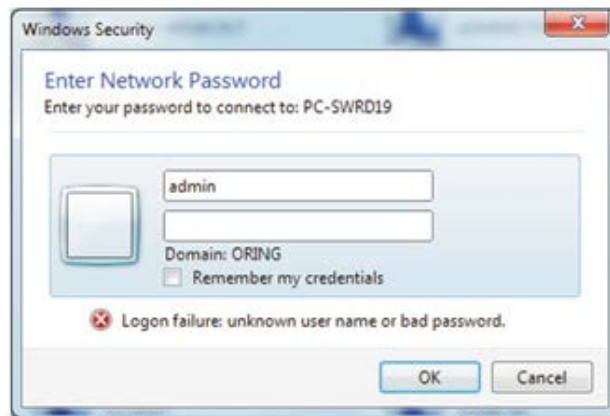 Windows Security
Enter Network Password
Enter your password to connect to: PC-SWRD19
admin
Domain: ORING
Remember my credentials
Logon failure: unknown user name or bad password.
OK Cancel